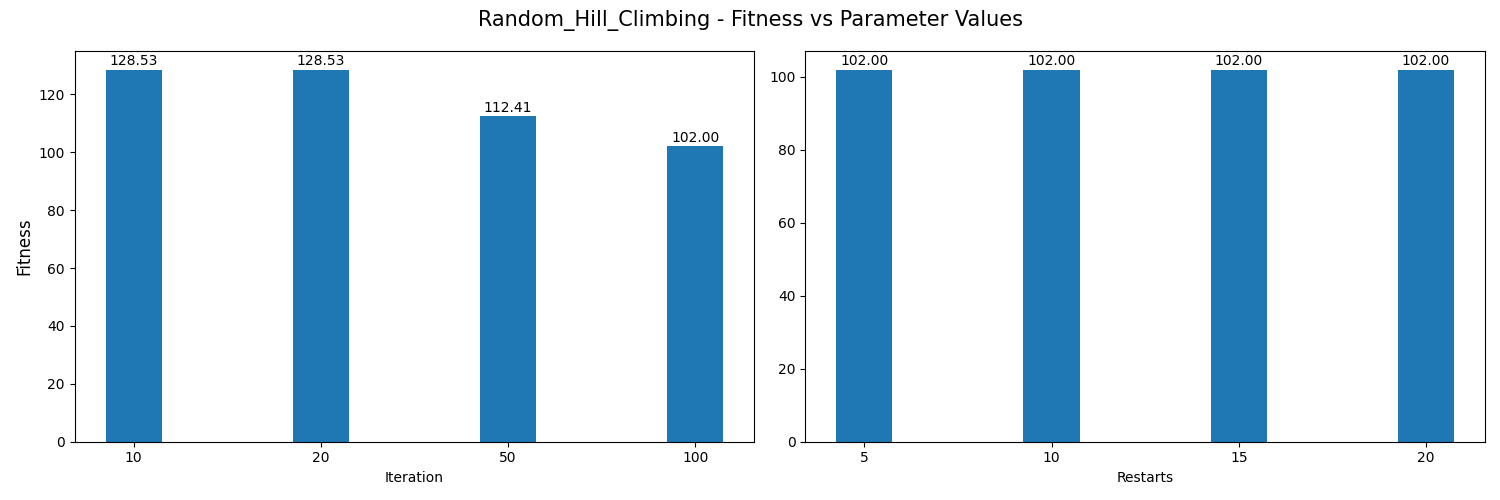 Random_Hill_Climbing - Fitness vs Parameter Values
128.53 128.53 112.41 102.00
Fitness
120
100
80
60
40
20
0
10 20 50 100
Iteration
102.00 102.00 102.00 102.00
100
80
60
40
20
0
5 10 15 20
Restarts